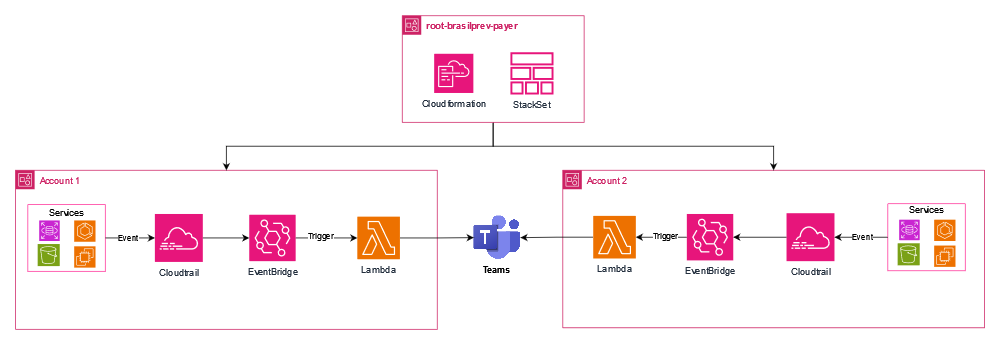 root-brasilprev-payer
Cloudformation
StackSet
Account 1
Services
Event
Cloudtrail
EventBridge
Trigger
Lambda
T
Teams
Account 2
Lambda
Trigger
EventBridge
Cloudtrail
Event
Services